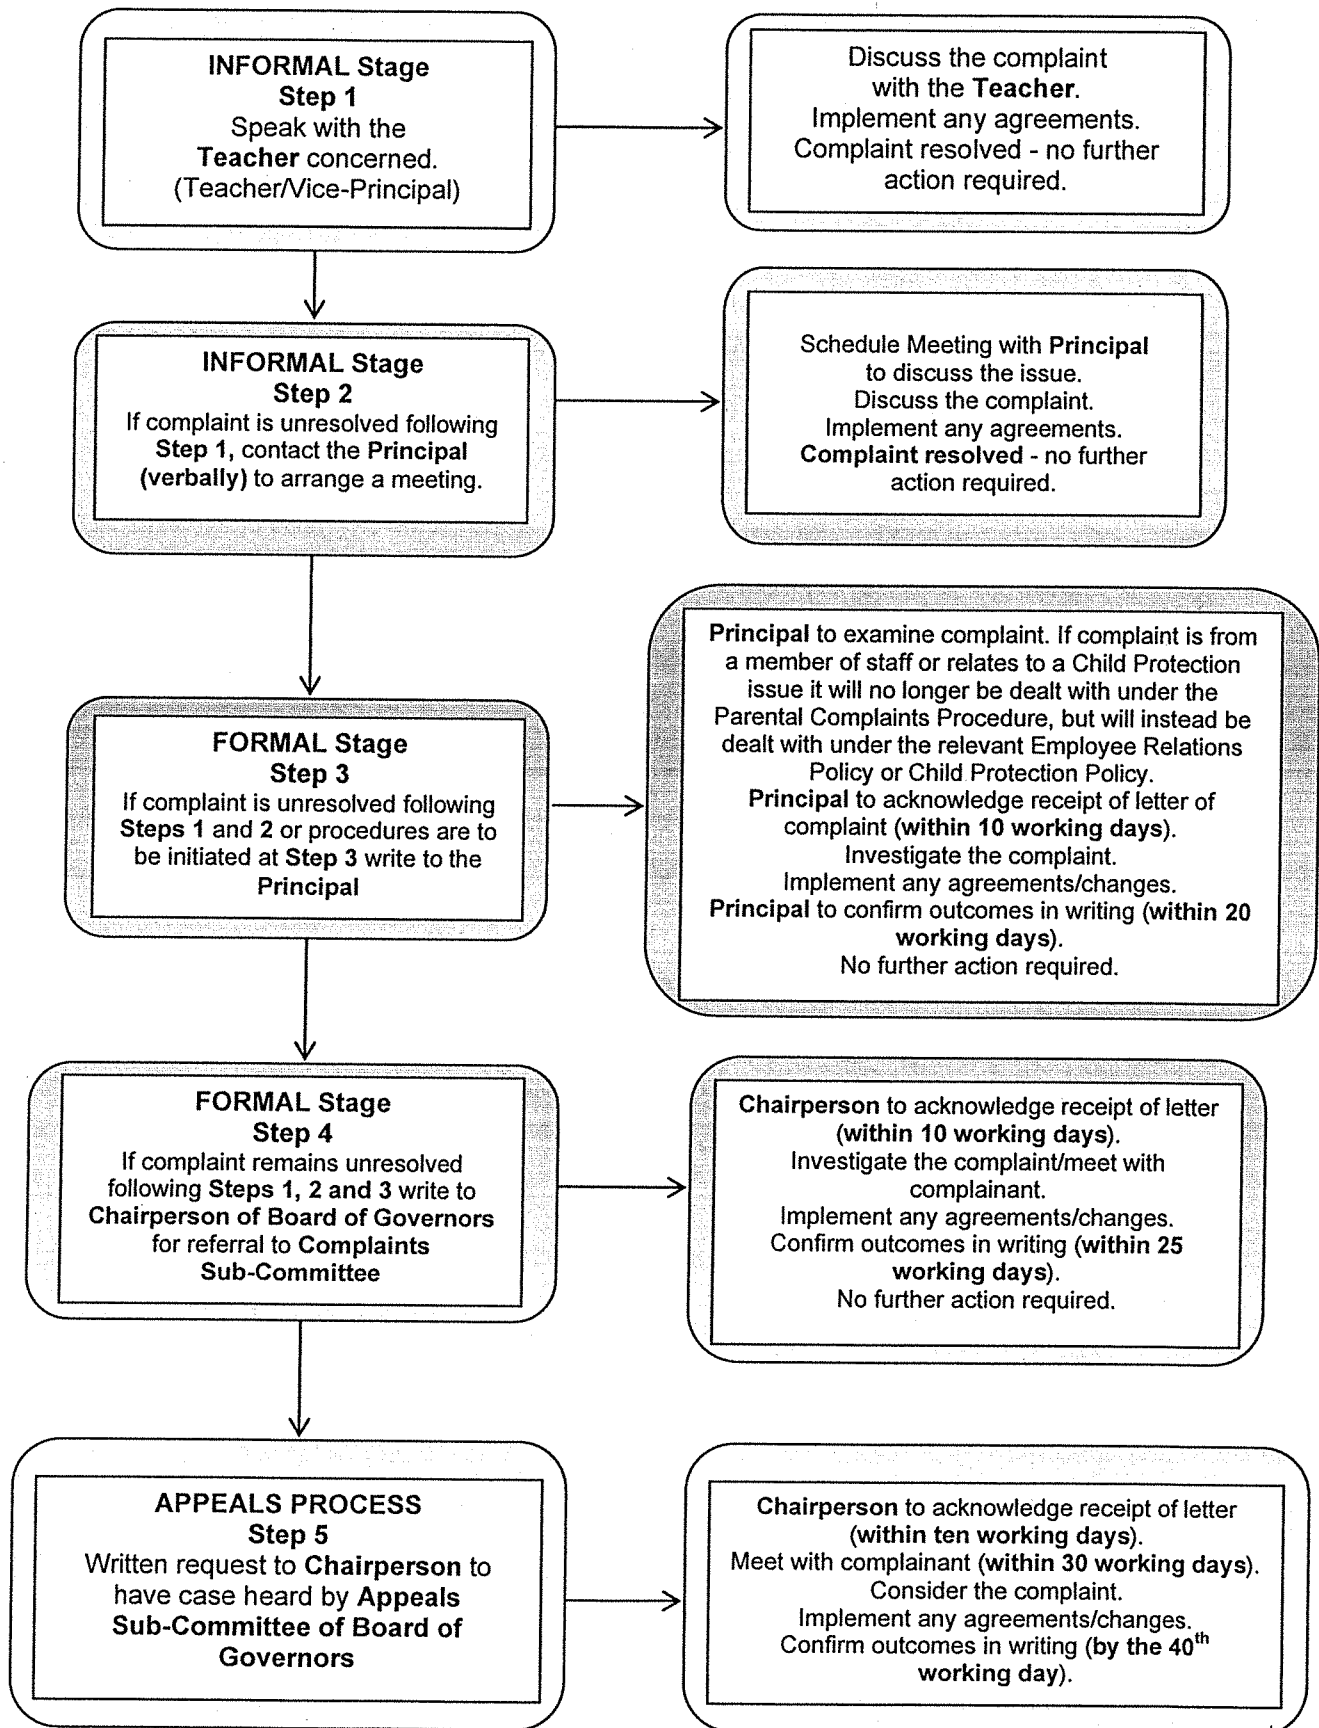 INFORMAL Stage
Step 1
Speak with the
Teacher concerned.
(Teacher/Vice-Principal)
Discuss the complaint
with the Teacher.
Implement any agreements.
Complaint resolved - no further
action required.
INFORMAL Stage
Step 2
If complaint is unresolved following
Step 1, contact the Principal
(verbally) to arrange a meeting.
Schedule Meeting with Principal
to discuss the issue.
Discuss the complaint.
Implement any agreements.
Complaint resolved - no further
action required.
FORMAL Stage
Step 3
If complaint is unresolved following
Steps 1 and 2 or procedures are to
be initiated at Step 3 write to the
Principal
Principal to examine complaint. If complaint is from
a member of staff or relates to a Child Protection
issue it will no longer be dealt with under the
Parental Complaints Procedure, but will instead be
dealt with under the relevant Employee Relations
Policy or Child Protection Policy.
Principal to acknowledge receipt of letter of
complaint (within 10 working days).
Investigate the complaint.
Implement any agreements/changes.
Principal to confirm outcomes in writing (within 20
working days).
No further action required.
FORMAL Stage
Step 4
If complaint remains unresolved
following Steps 1, 2 and 3 write to
Chairperson of Board of Governors
for referral to Complaints
Sub-Committee
Chairperson to acknowledge receipt of letter
(within 10 working days).
Investigate the complaint/meet with
complainant.
Implement any agreements/changes.
Confirm outcomes in writing (within 25
working days).
No further action required.
APPEALS PROCESS
Step 5
Written request to Chairperson to
have case heard by Appeals
Sub-Committee of Board of
Governors
Chairperson to acknowledge receipt of letter
(within ten working days).
Meet with complainant (within 30 working days).
Consider the complaint.
Implement any agreements/changes.
Confirm outcomes in writing (by the 40th
working day).